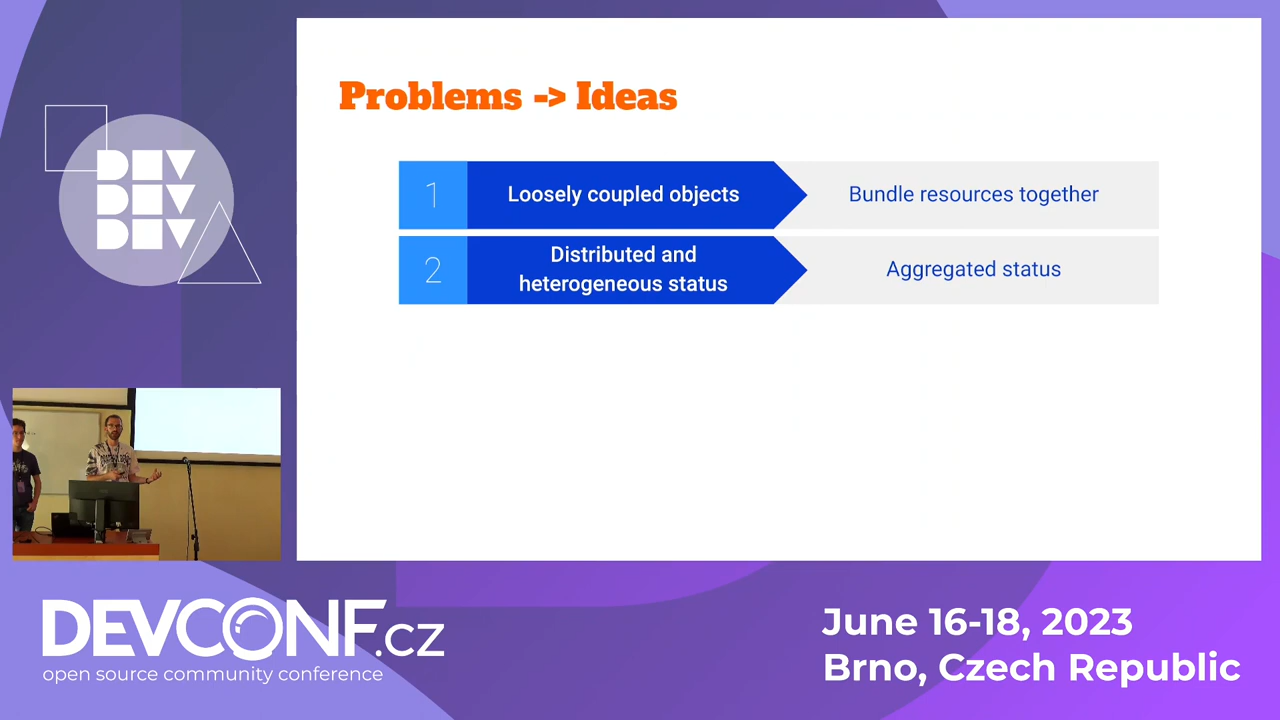 Problems -> Ideas
1
Loosely coupled objects
Bundle resources together
2
Distributed and
heterogeneous status
Aggregated status
DEV
DEV
DEV
DEVCONF.cz
open source community conference
June 16-18, 2023
Brno, Czech Republic